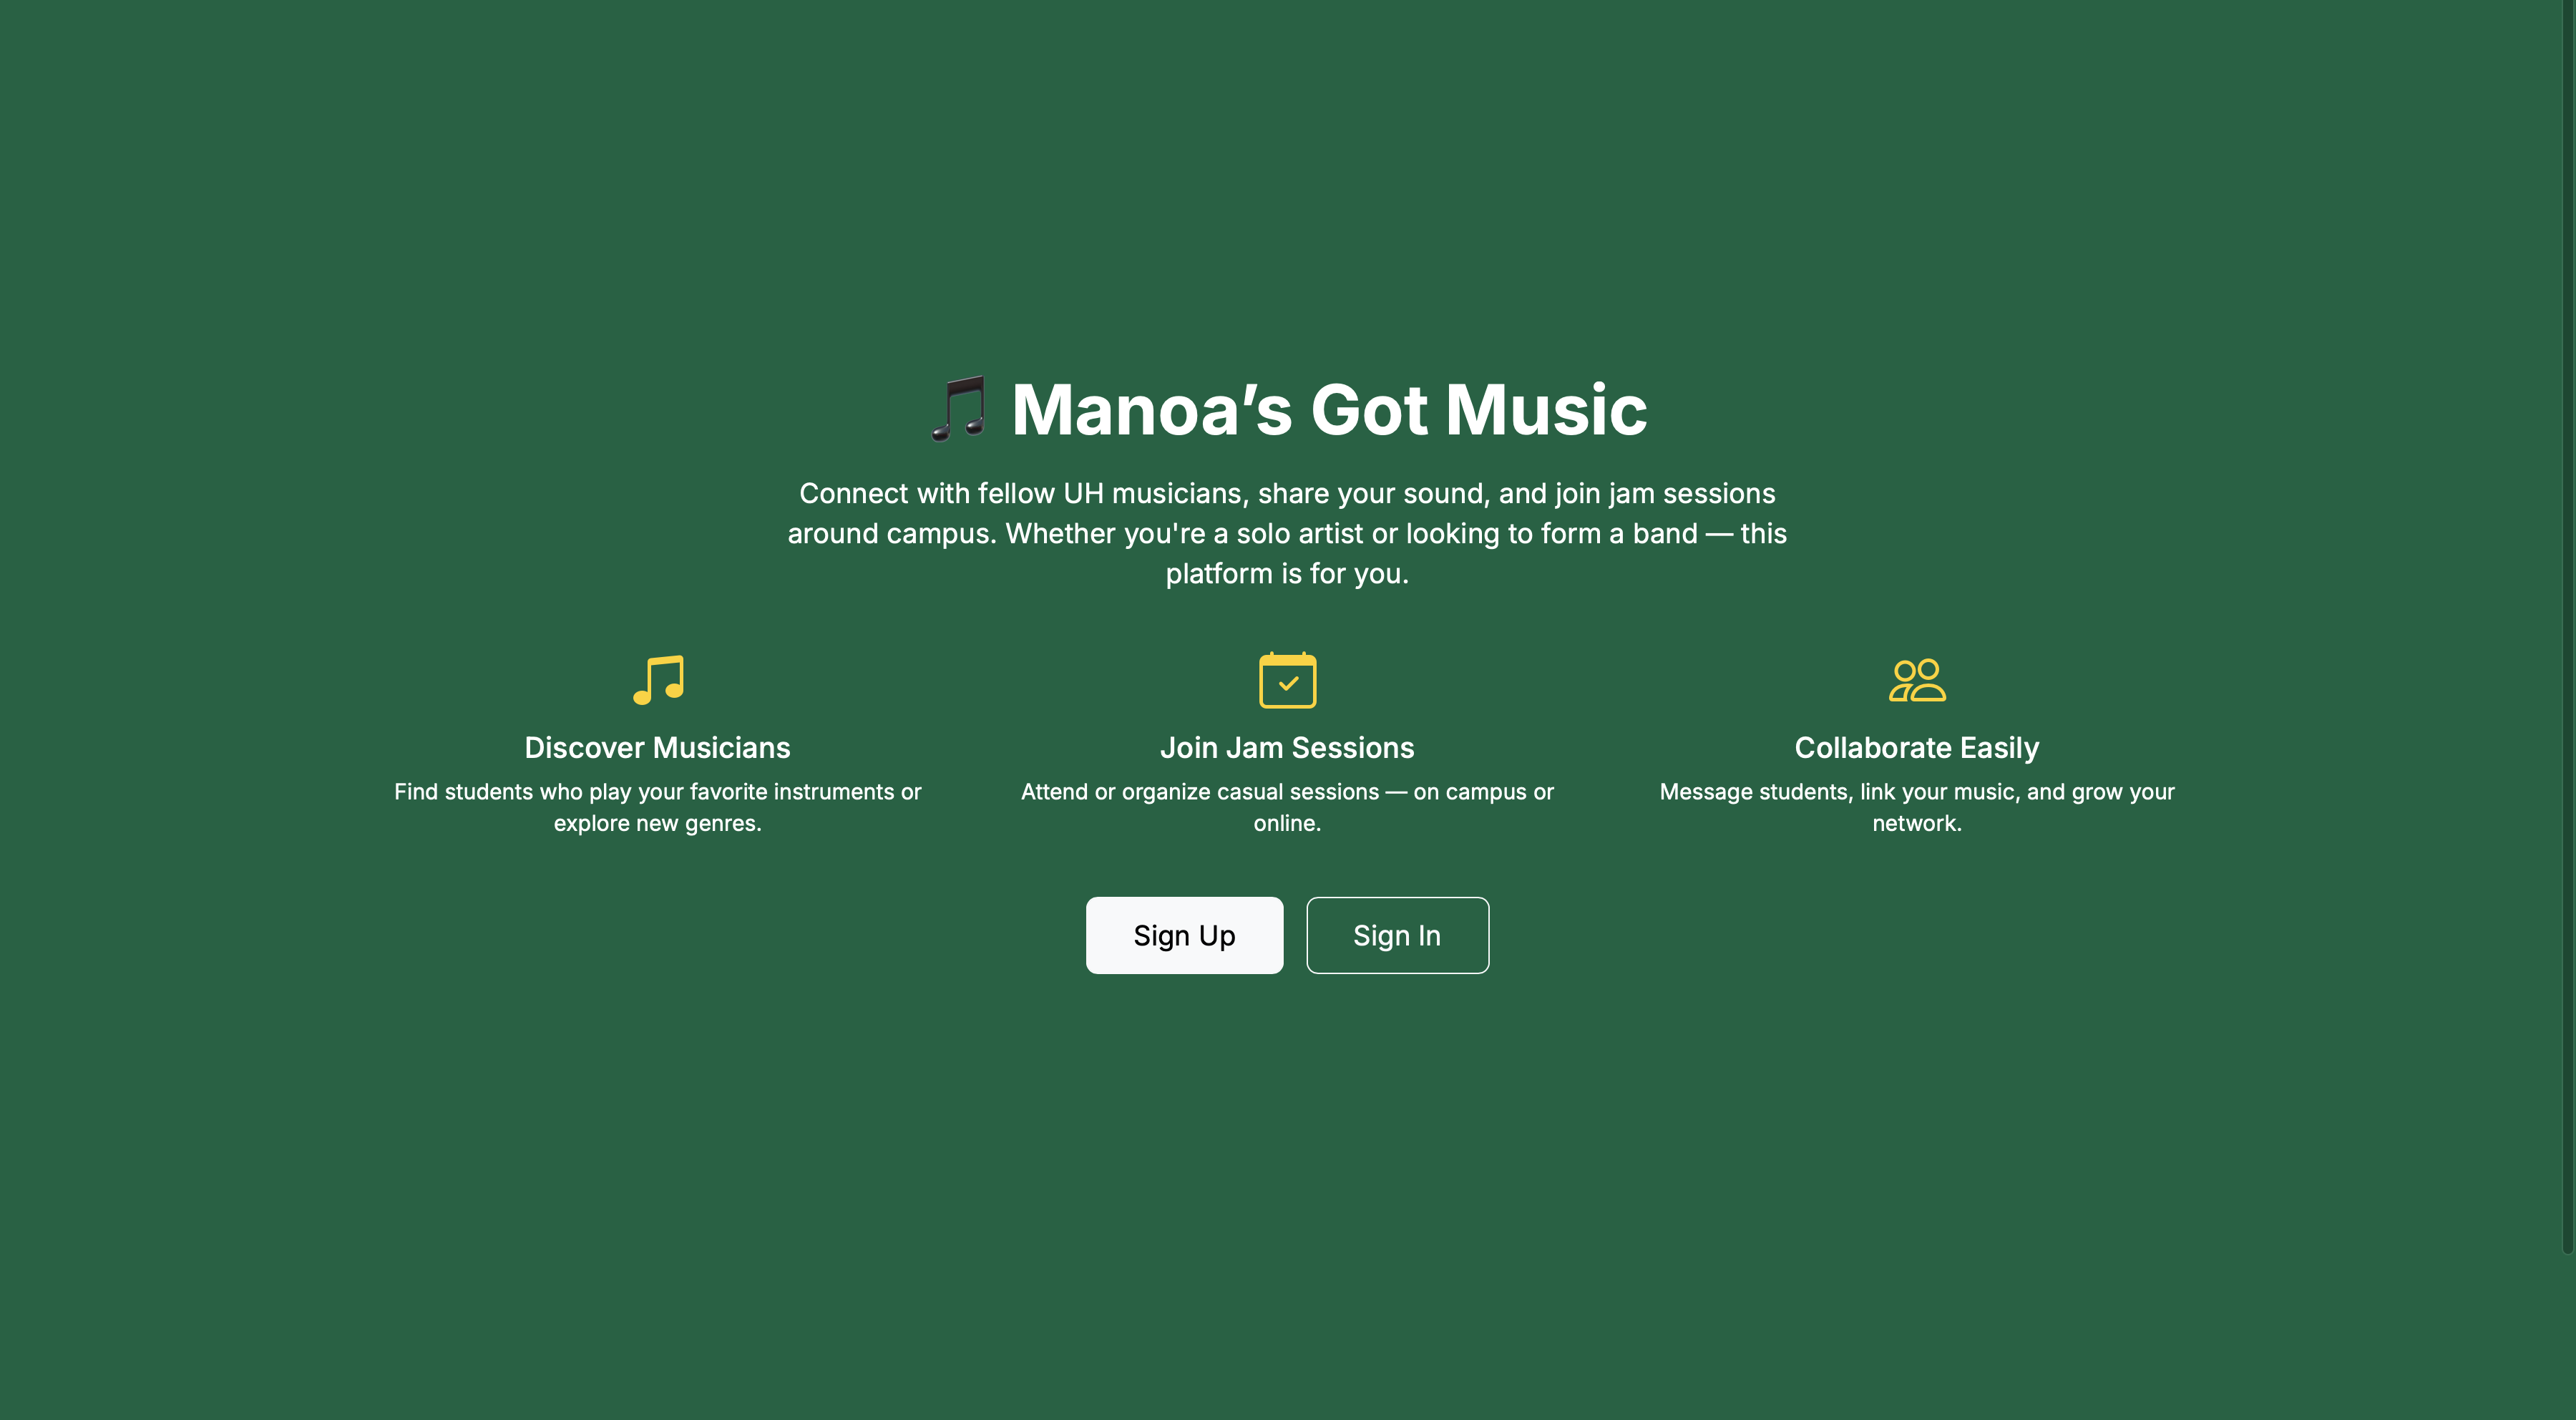 🎵 Manoa’s Got Music
Connect with fellow UH musicians, share your sound, and join jam sessions
around campus. Whether you're a solo artist or looking to form a band — this
platform is for you.
Discover Musicians
Find students who play your favorite instruments or
explore new genres.
Join Jam Sessions
Attend or organize casual sessions — on campus or
online.
Collaborate Easily
Message students, link your music, and grow your
network.
Sign Up
Sign In